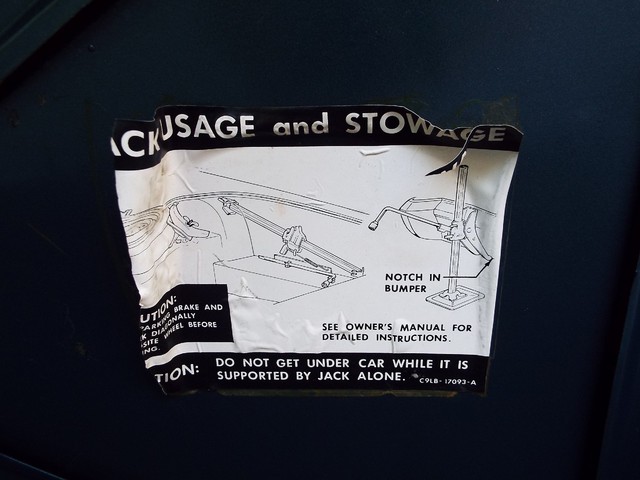 ACK USAGE and STOWAGE
NOTCH IN
BUMPER
UTION:
PARKING BRAKE AND
K DIAGONALLY
SITE WHEEL BEFORE
ING.
SEE OWNER'S MANUAL FOR
DETAILED INSTRUCTIONS.
TION: DO NOT GET UNDER CAR WHILE IT IS
SUPPORTED BY JACK ALONE. C9LB-17093-A